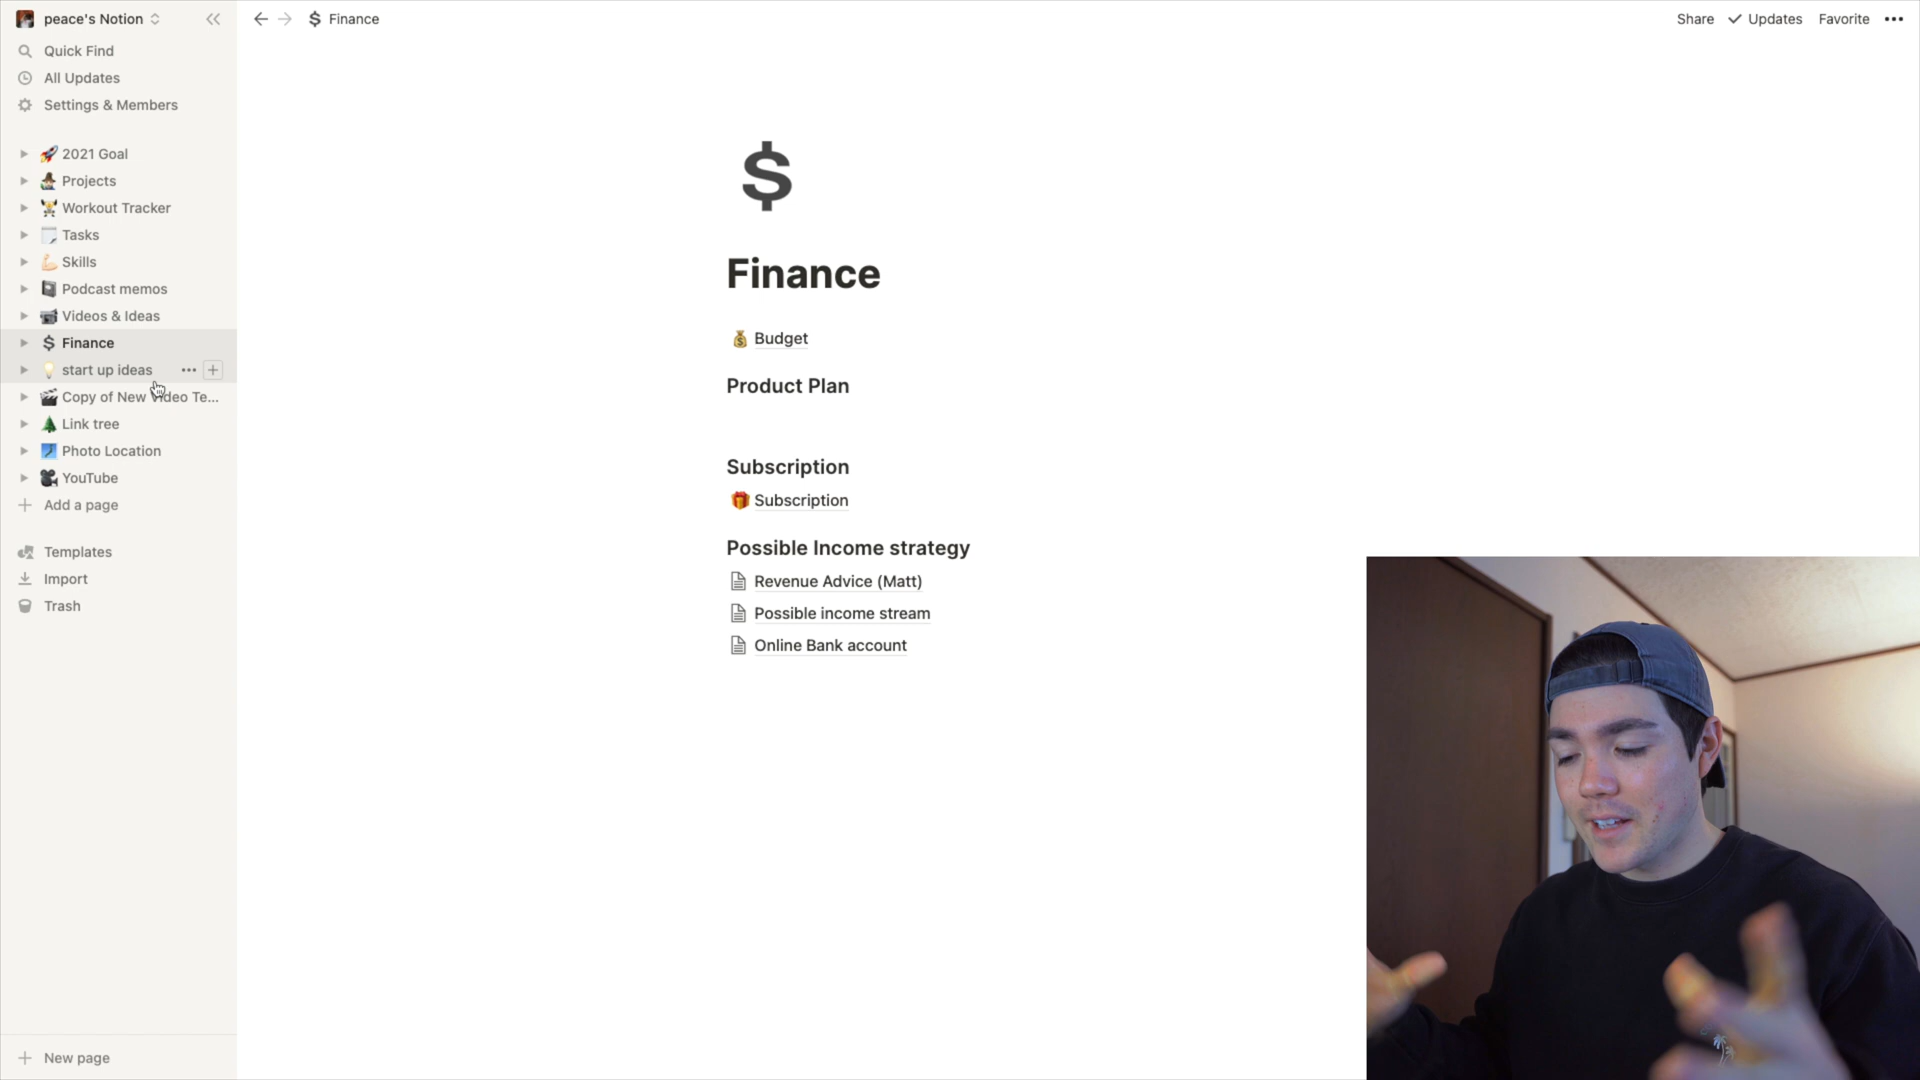 peace's Notion
Quick Find
All Updates
Settings & Members
2021 Goal
Projects
Workout Tracker
Tasks
Skills
Podcast memos
Videos & Ideas
$ Finance
start up ideas
Copy of New Video Te...
Link tree
Photo Location
YouTube
Add a page
Templates
Import
Trash
New page
$ Finance
Share
Updates
Favorite
$
Finance
Budget
Product Plan
Subscription
Subscription
Possible Income strategy
Revenue Advice (Matt)
Possible income stream
Online Bank account